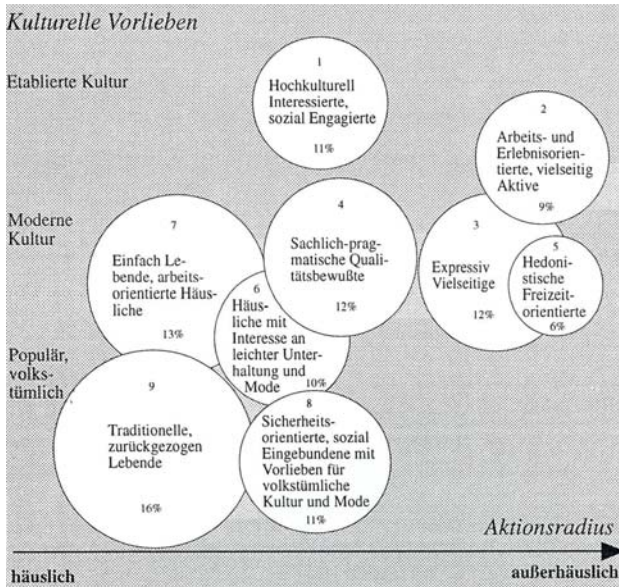 Kulturelle Vorlieben
Etablierte Kultur
1
Hochkulturell
Interessierte,
sozial Engagierte
11%
2
Arbeits- und
Erlebnisorien-
tierte, vielseitig
Aktive
9%
Moderne
Kultur
7
Einfach Le-
bende, arbeits-
orientierte Häus-
liche
13%
4
Sachlich-prag-
matische Quali-
tätsbewußte
12%
3
Expressiv
Vielseitige
12%
5
Hedoni-
stische
Freizeit-
orientierte
6%
6
Häus-
liche mit
Interesse an
leichter Unter-
haltung und
Mode
10%
Populär,
volks-
tümlich
9
Traditionelle,
zurückgezogen
Lebende
16%
8
Sicherheits-
orientierte, sozial
Eingebundene mit
Vorlieben für
volkstümliche
Kultur und Mode
11%
Aktionsradius
häuslich
außerhäuslich